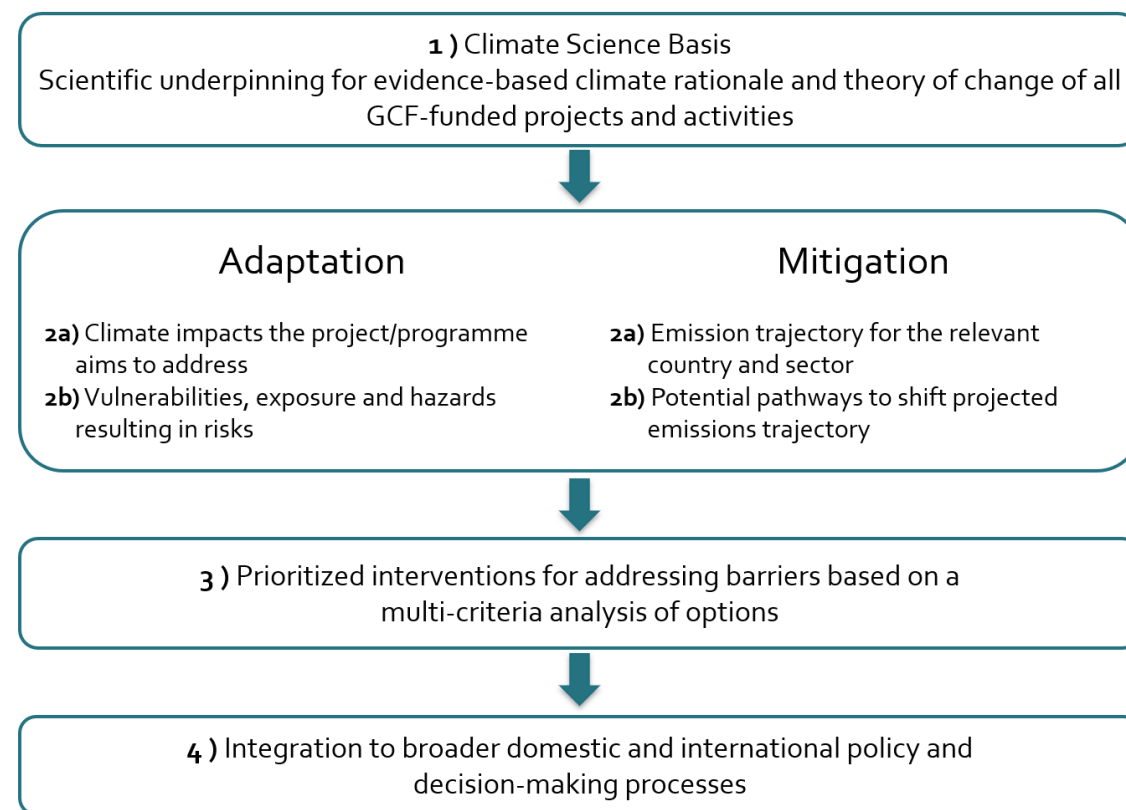 1 ) Climate Science Basis
Scientific underpinning for evidence-based climate rationale and theory of change of all
GCF-funded projects and activities
Adaptation
2a) Climate impacts the project/programme
aims to address
2b) Vulnerabilities, exposure and hazards
resulting in risks
Mitigation
2a) Emission trajectory for the relevant
country and sector
2b) Potential pathways to shift projected
emissions trajectory
3 ) Prioritized interventions for addressing barriers based on a
multi-criteria analysis of options
4 ) Integration to broader domestic and international policy and
decision-making processes